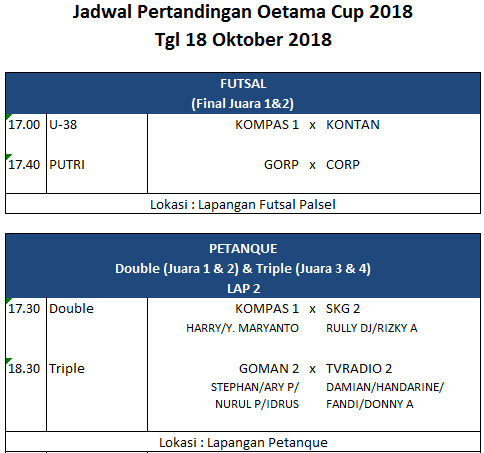 Jadwal Pertandingan Oetama Cup 2018
Tgl 18 Oktober 2018
FUTSAL
(Final Juara 1&2)
17.00 U-38 KOMPAS 1 x KONTAN
17.40 PUTRI GORP x CORP
Lokasi : Lapangan Futsal Palsel
PETANQUE
Double (Juara 1 & 2) & Triple (Juara 3 & 4)
LAP 2
17.30 Double KOMPAS 1 x SKG 2
HARRY/Y. MARYANTO RULLY DJ/RIZKY A
18.30 Triple GOMAN 2 x TVRADIO 2
STEPHAN/ARY P/ DAMIAN/HANDARINE/
NURUL P/IDRUS FANDI/DONNY A
Lokasi : Lapangan Petanque